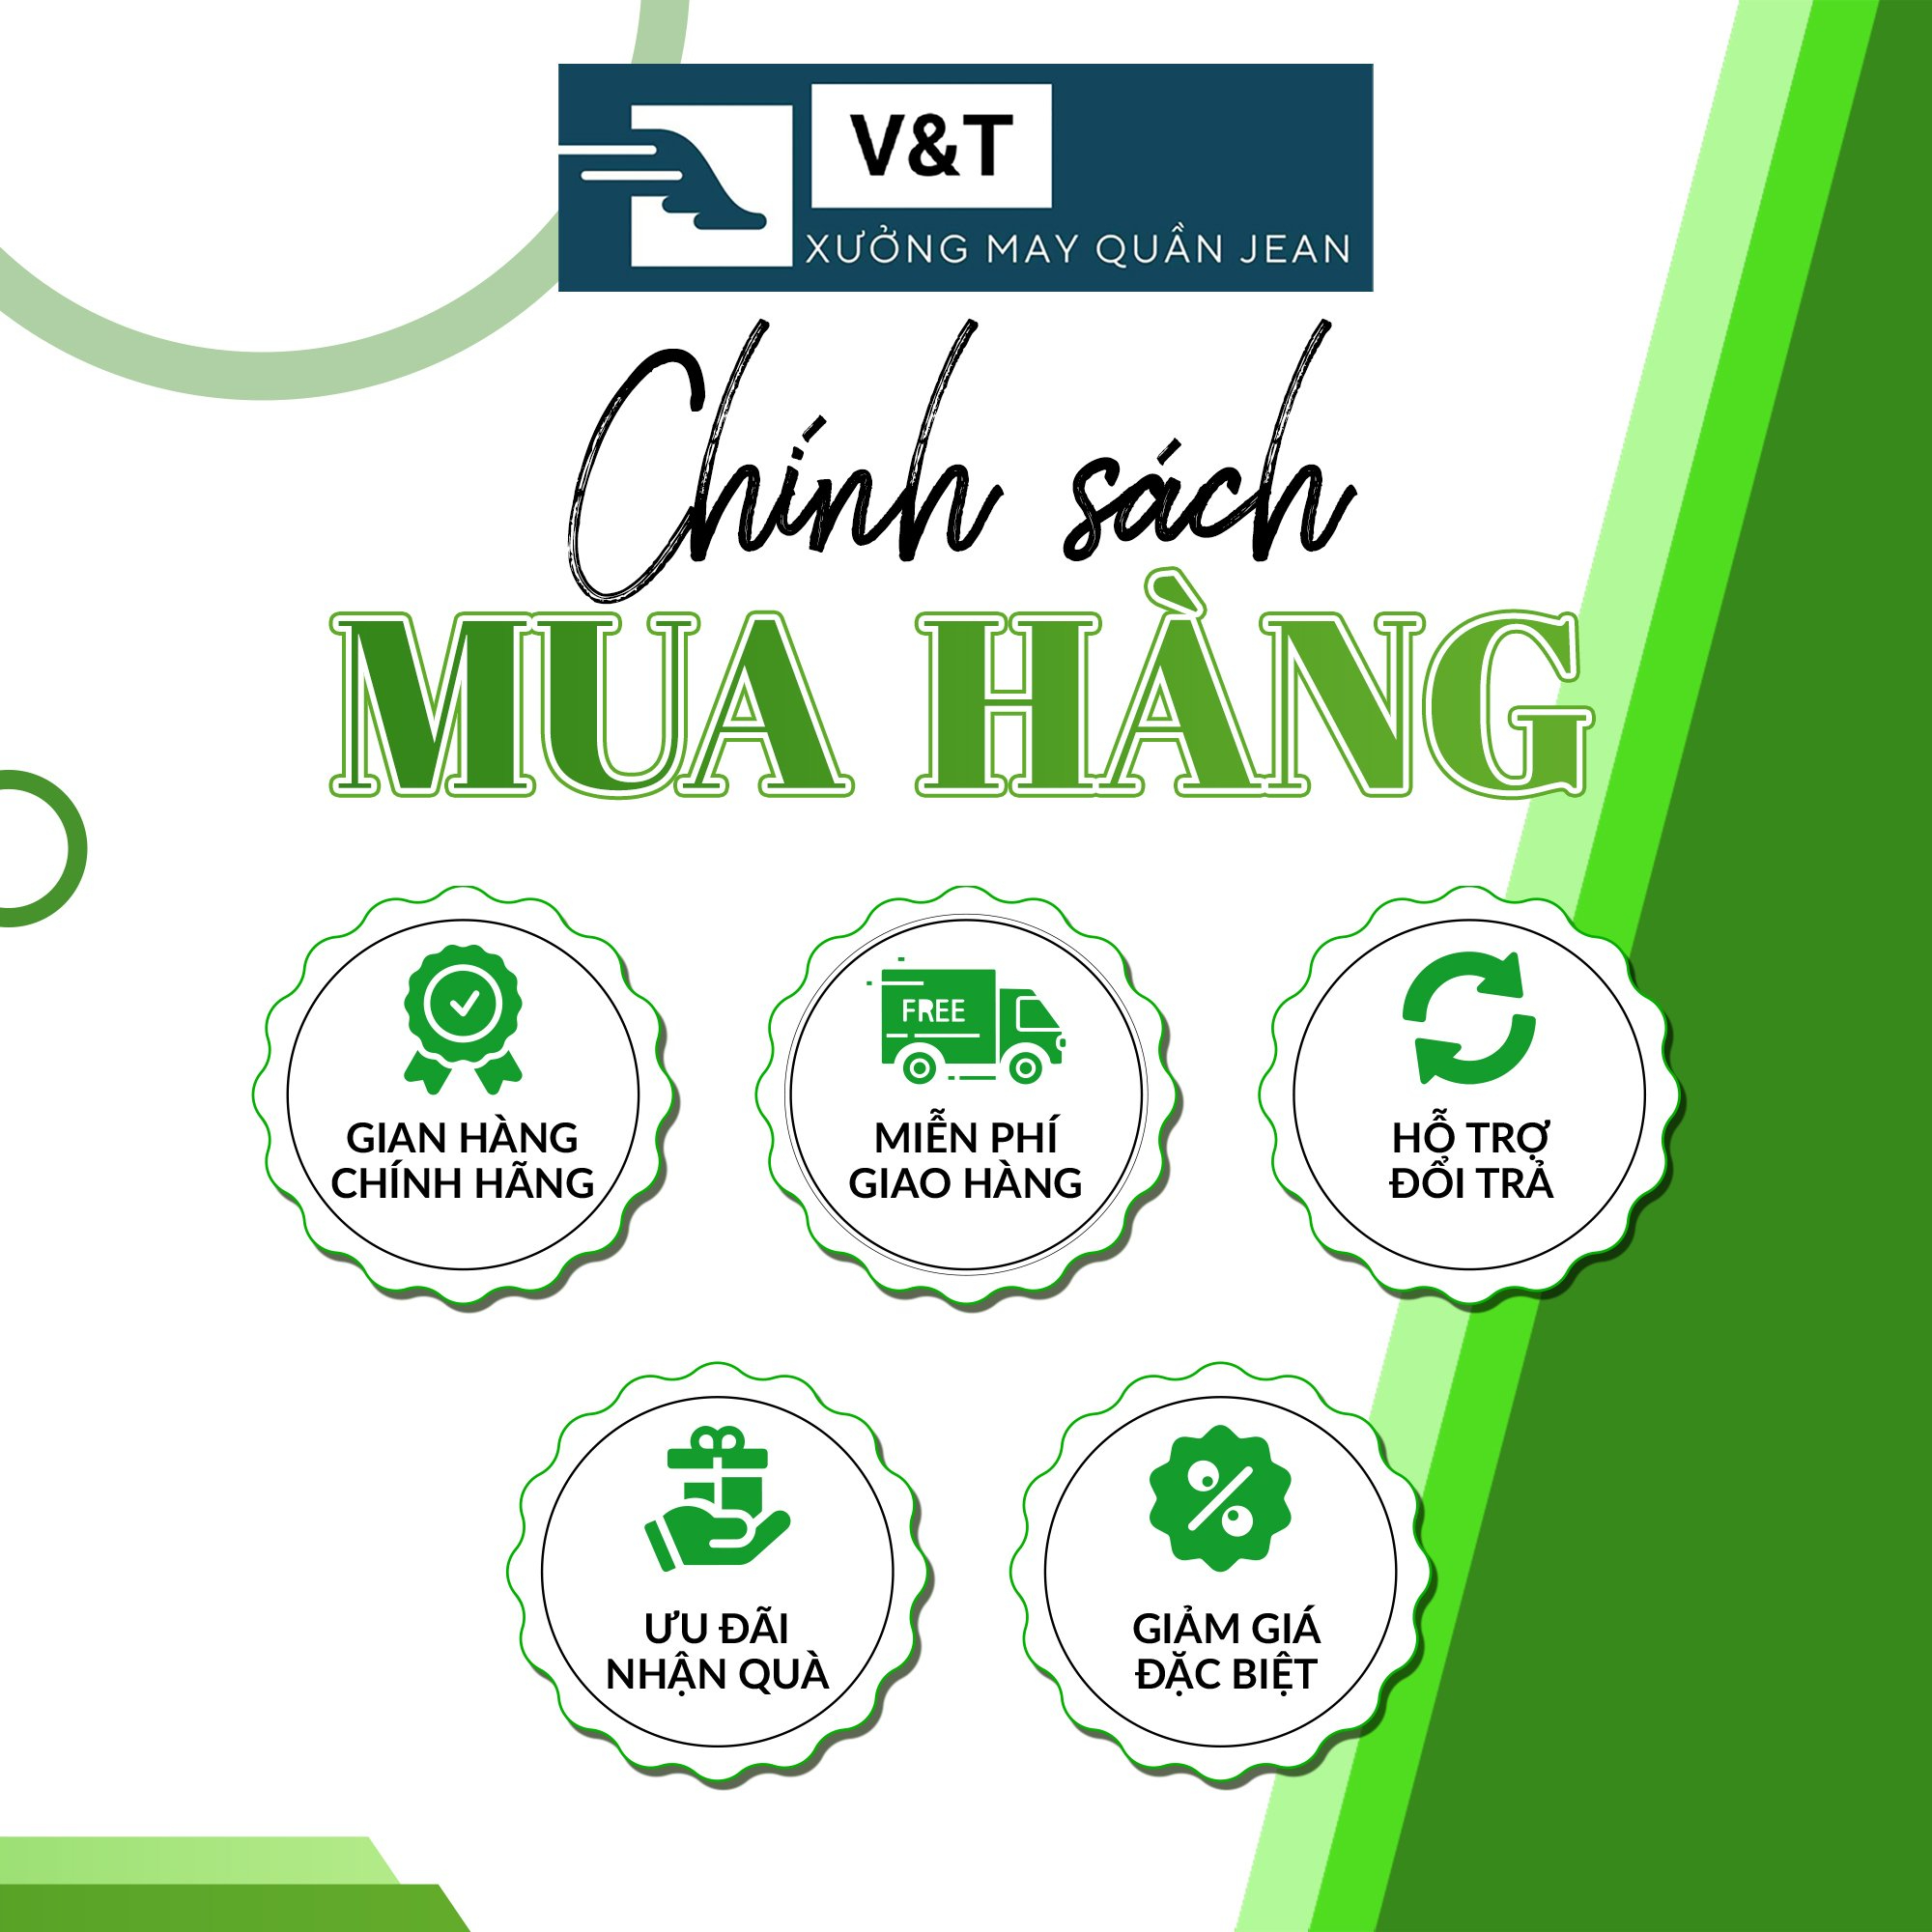 V&T
XƯỞNG MAY QUẦN JEAN
Chính sách
MUA HÀNG
GIAN HÀNG
CHÍNH HÃNG
FREE
MIỄN PHÍ
GIAO HÀNG
HỖ TRỢ
ĐỔI TRẢ
ƯU ĐÃI
NHẬN QUÀ
GIẢM GIÁ
ĐẶC BIỆT